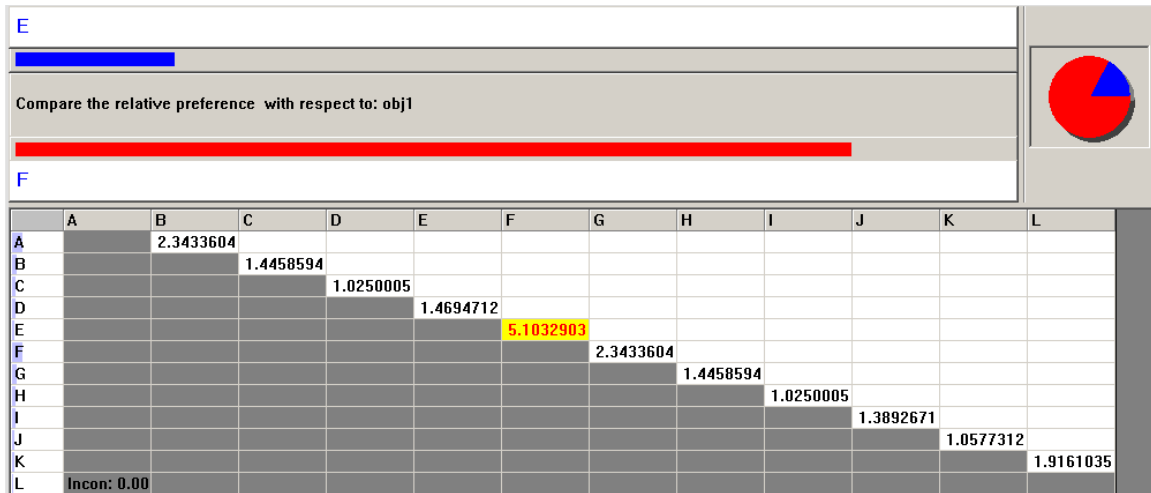 E
Compare the relative preference with respect to: obj1
F
A B C D E F G H I J K L
A 2.3433604
B 1.4458594
C 1.0250005
D 1.4694712
E 5.1032903
F 2.3433604
G 1.4458594
H 1.0250005
I 1.3892671
J 1.0577312
K 1.9161035
L Incon: 0.00